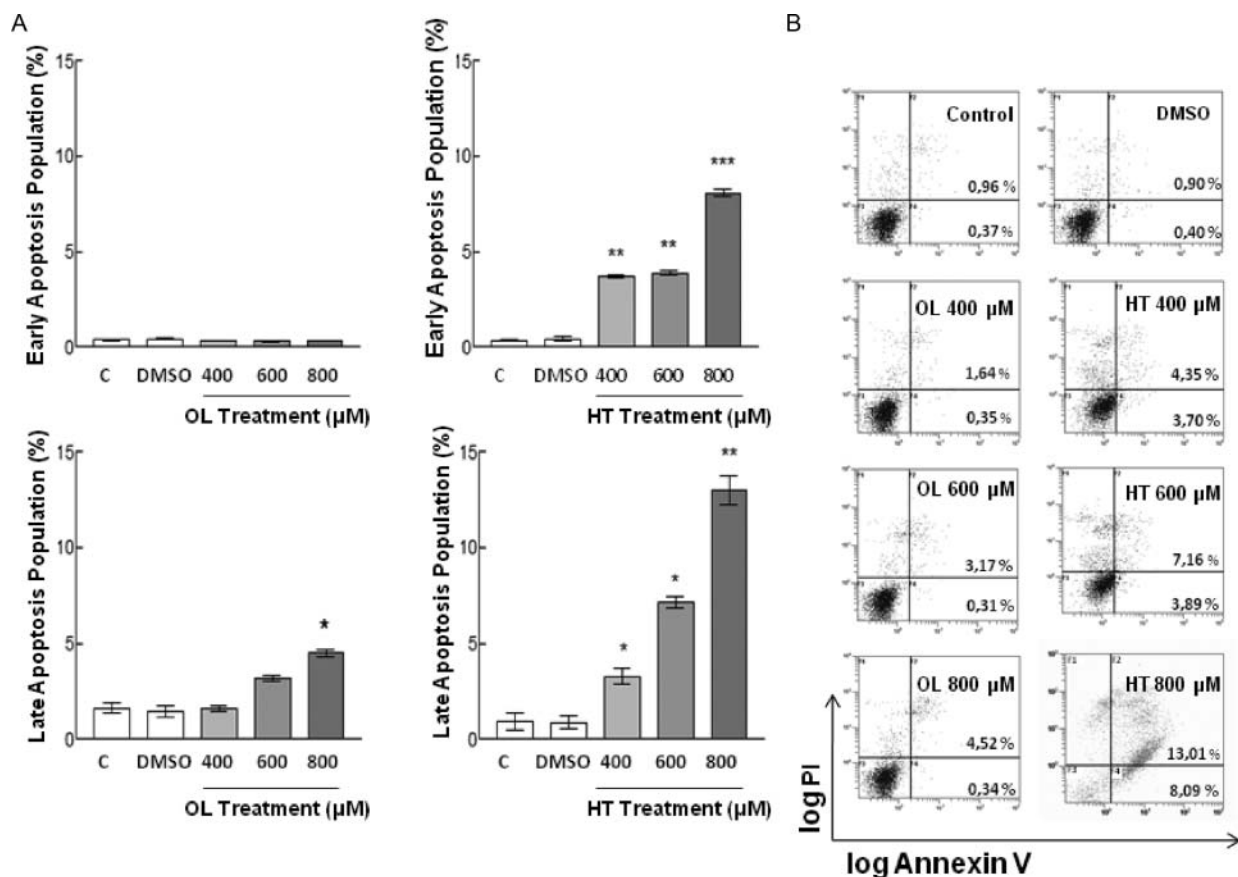 A
Early Apoptosis Population (%)
15
10
5
0
C DMSO 400 600 800
OL Treatment (µM)
Early Apoptosis Population (%)
15
10
5
0
** ** ***
C DMSO 400 600 800
HT Treatment (µM)
Late Apoptosis Population (%)
15
10
5
0
*
C DMSO 400 600 800
OL Treatment (µM)
Late Apoptosis Population (%)
15
10
5
0
* * **
C DMSO 400 600 800
HT Treatment (µM)
B
Control
0,96 %
0,37 %
DMSO
0,90 %
0,40 %
OL 400 µM
1,64 %
0,35 %
HT 400 µM
4,35 %
3,70 %
OL 600 µM
3,17 %
0,31 %
HT 600 µM
7,16 %
3,89 %
OL 800 µM
4,52 %
0,34 %
F1 F2
HT 800 µM
13,01 %
F3 F4
8,09 %
log PI
log Annexin V